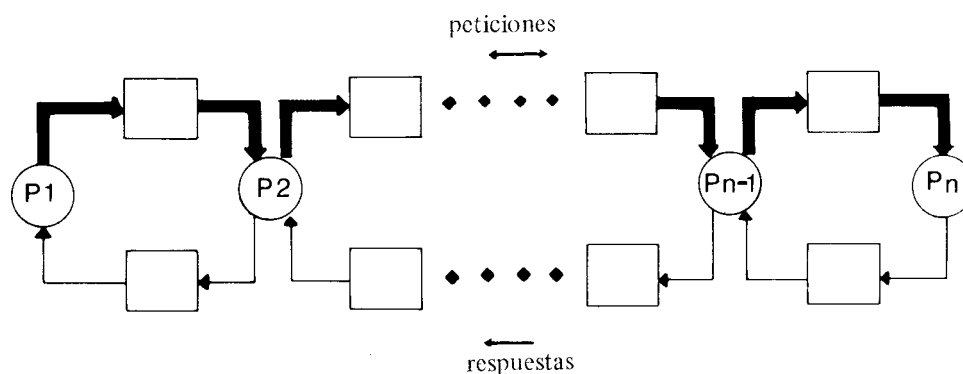 peticiones
P1
P2
Pn-1
Pn
respuestas